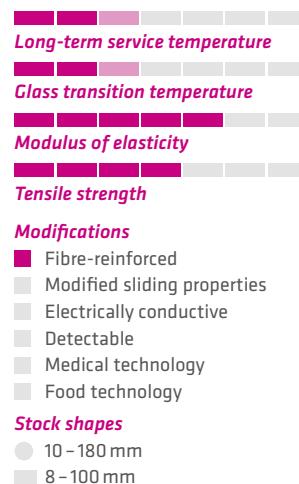 Long-term service temperature
Glass transition temperature
Modulus of elasticity
Tensile strength
Modifications
Fibre-reinforced
Modified sliding properties
Electrically conductive
Detectable
Medical technology
Food technology
Stock shapes
10 – 180 mm
8 – 100 mm